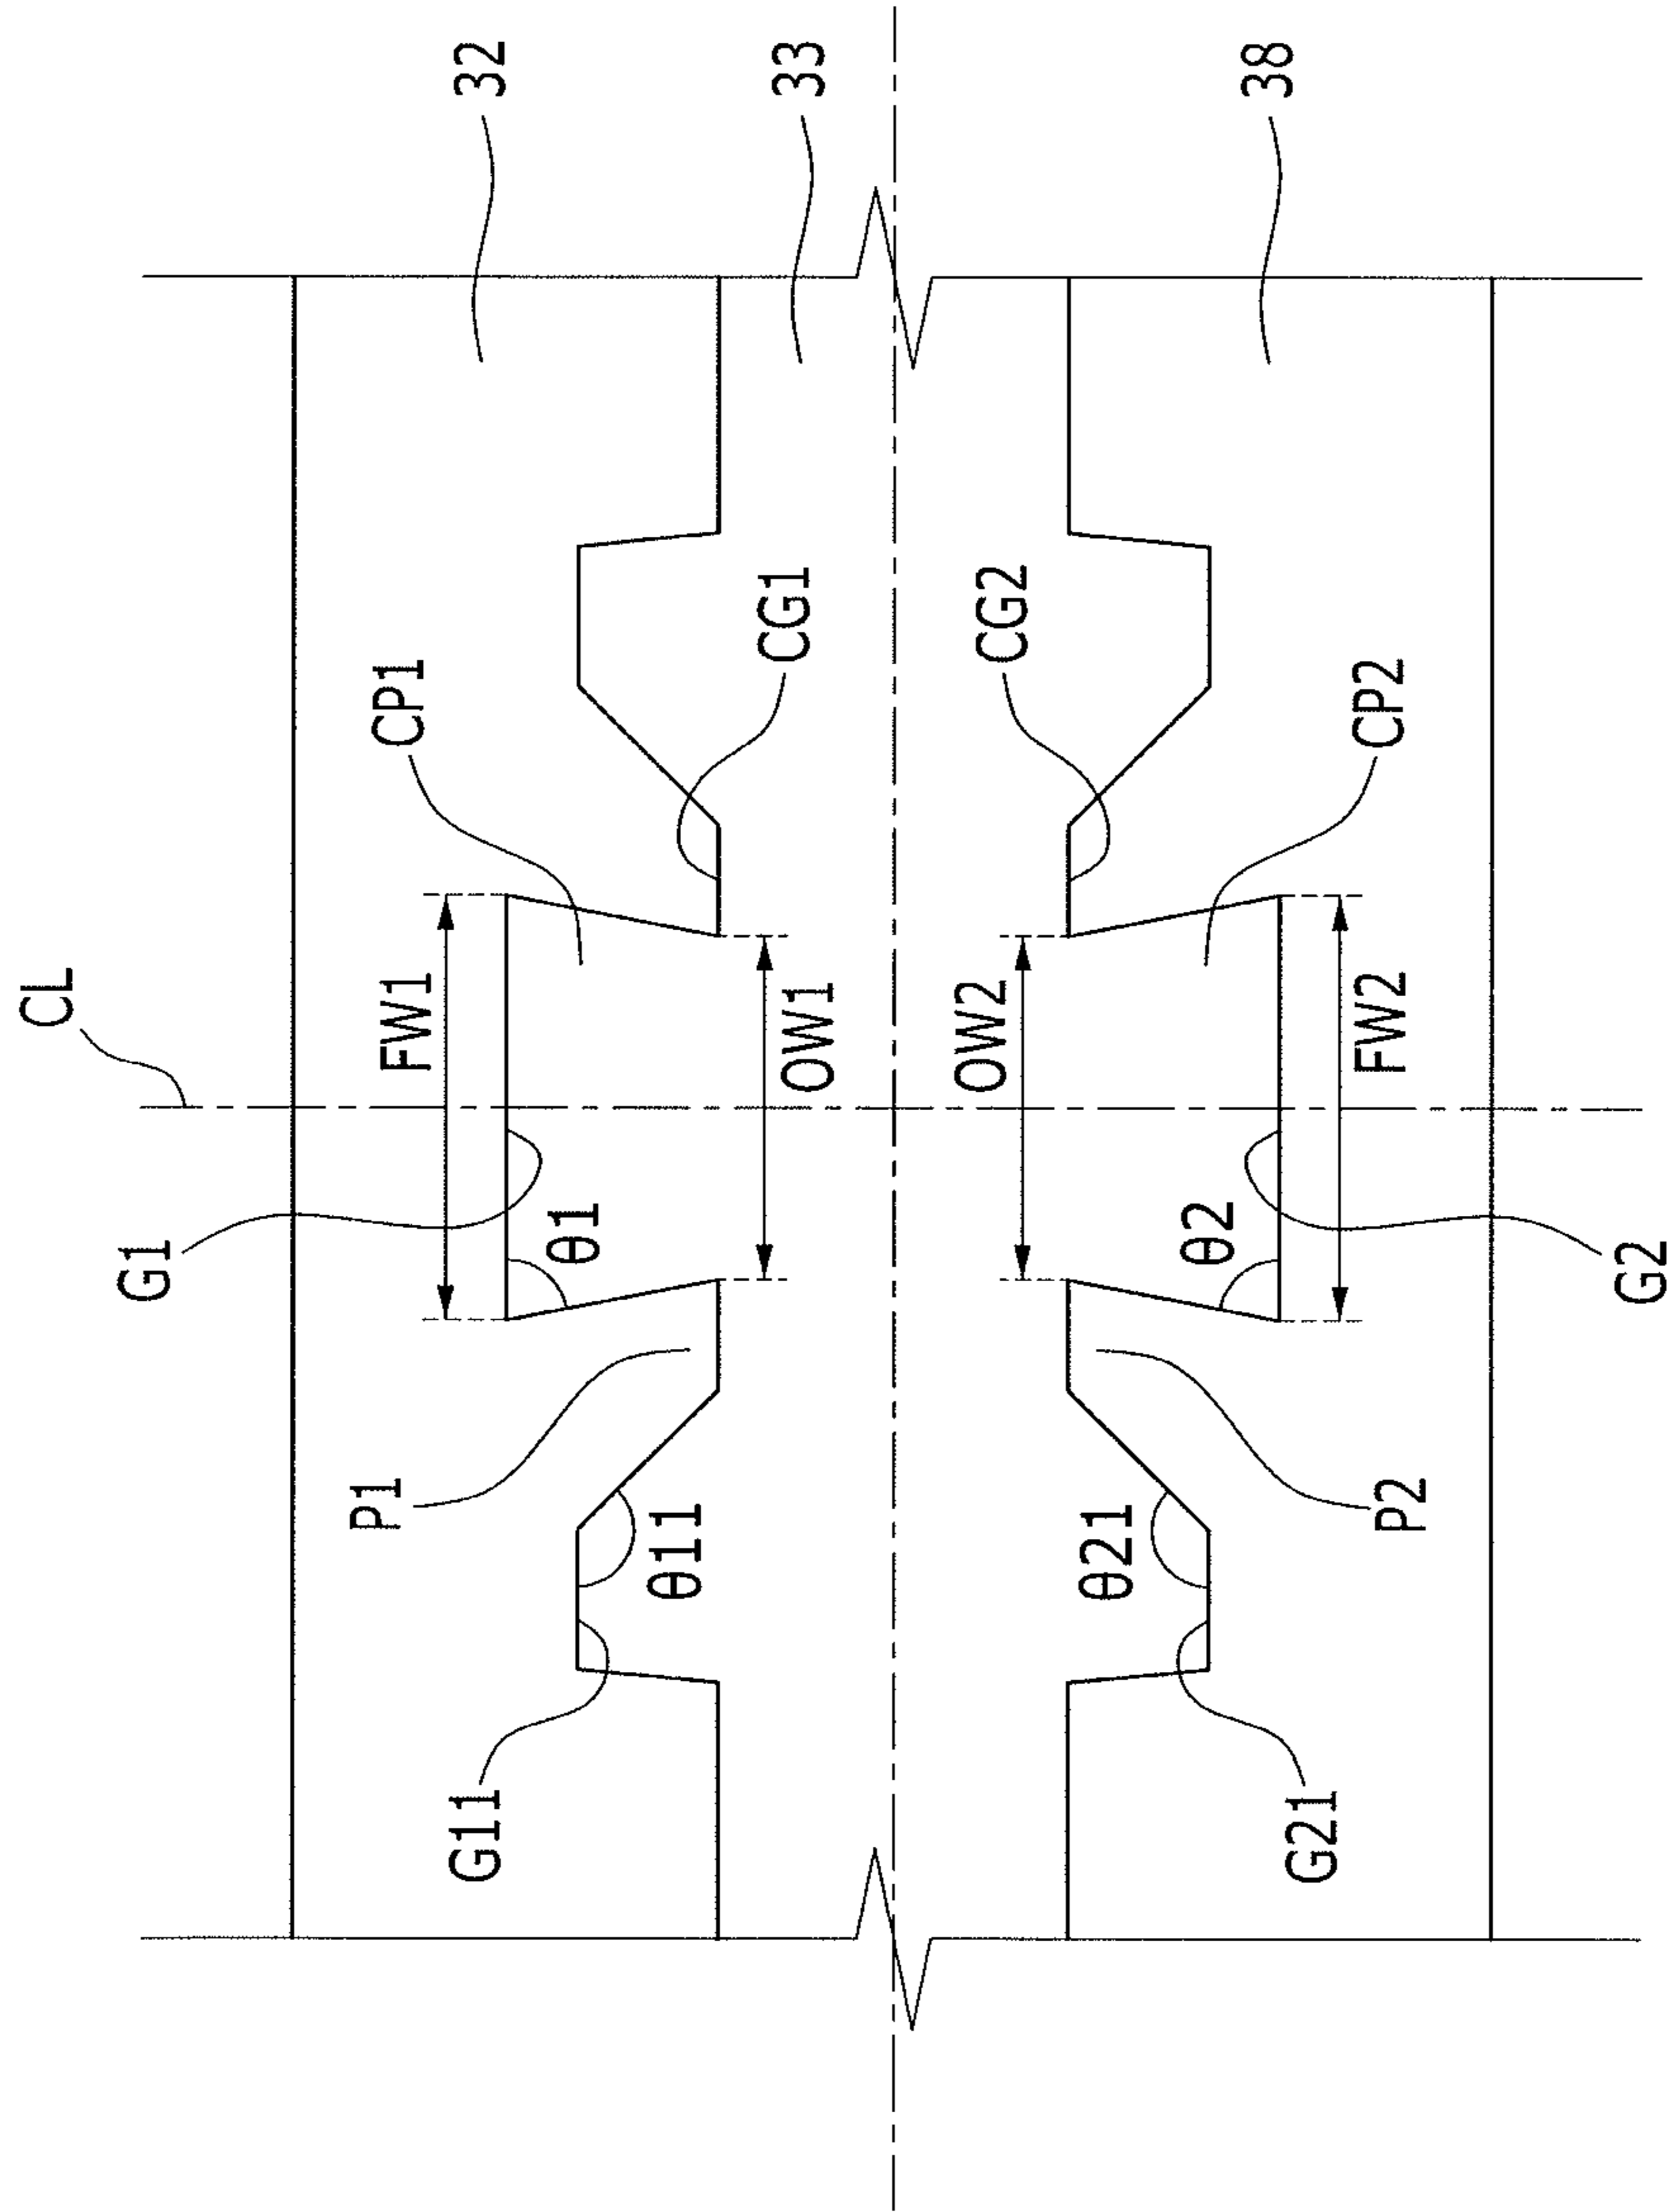 32
33
38
CG1
CG2
CP1
CP2
CL
FW1
OW1
OW2
FW2
G1
θ1
θ2
G2
P1
θ11
θ21
P2
G11
G21